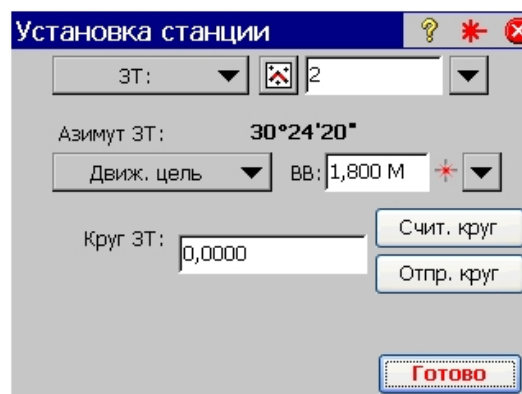 Установка станции ?
ЗТ: 2
Азимут ЗТ: 30°24'20"
Движ. цель ВВ: 1,800 М
Счит. круг
Круг ЗТ: 0,0000
Отпр. круг
Готово